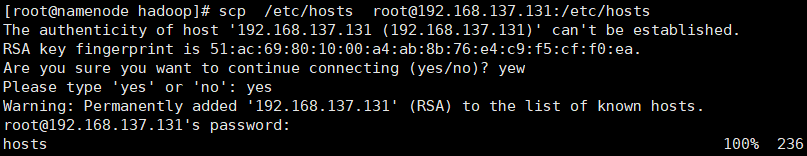 [root@namenode hadoop]# scp  /etc/hosts  root@192.168.137.131:/etc/hosts
The authenticity of host '192.168.137.131 (192.168.137.131)' can't be established.
RSA key fingerprint is 51:ac:69:80:10:00:a4:ab:8b:76:e4:c9:f5:cf:f0:ea.
Are you sure you want to continue connecting (yes/no)? yew
Please type 'yes' or 'no': yes
Warning: Permanently added '192.168.137.131' (RSA) to the list of known hosts.
root@192.168.137.131's password:
hosts 100% 236